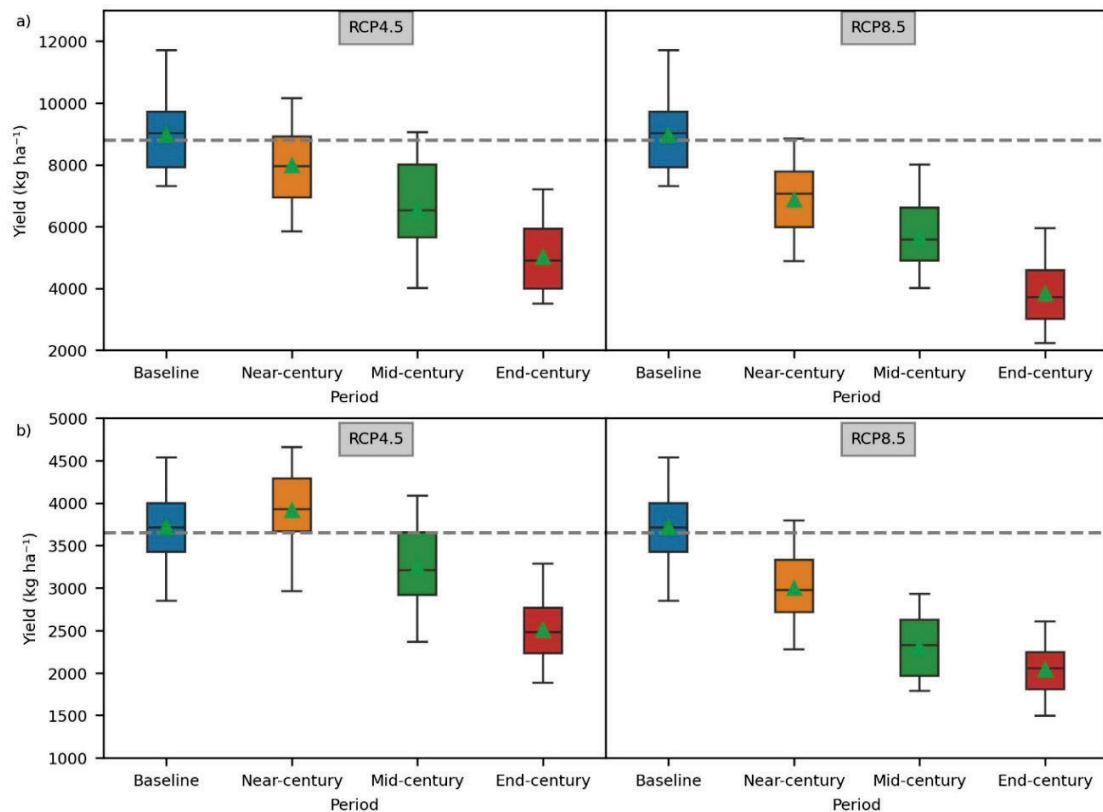 a)
RCP4.5
RCP8.5
12000
10000
8000
6000
4000
2000
Yield (kg ha⁻¹)
Baseline Near-century Mid-century End-century Baseline Near-century Mid-century End-century
Period Period
b)
RCP4.5
RCP8.5
5000
4500
4000
3500
3000
2500
2000
1500
1000
Yield (kg ha⁻¹)
Baseline Near-century Mid-century End-century Baseline Near-century Mid-century End-century
Period Period